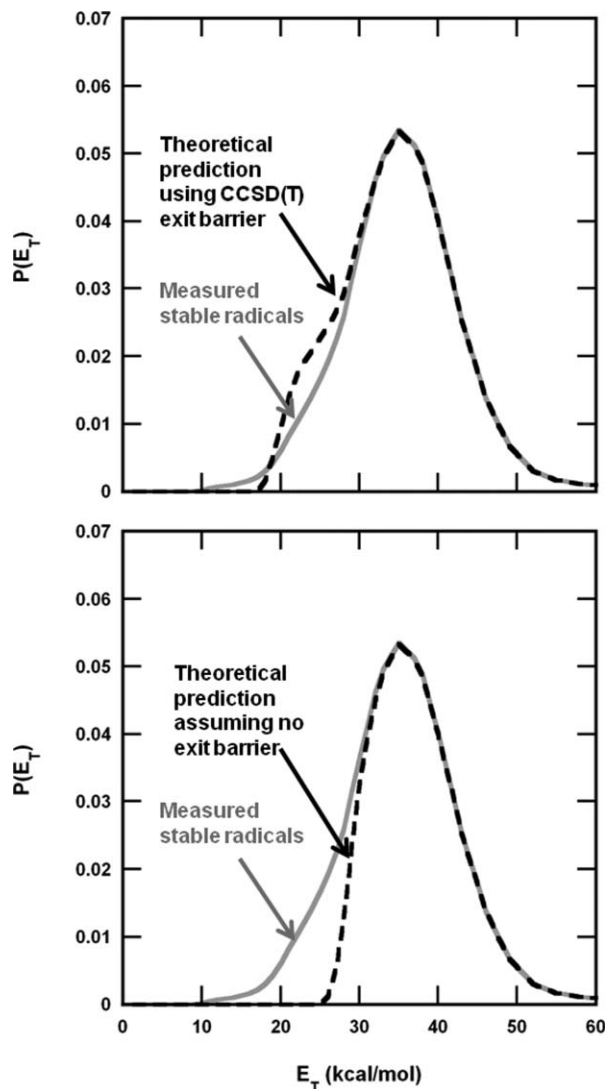 0.07
0.06
0.05
0.04
0.03
0.02
0.01
0
P(E_T)
Theoretical
prediction
using CCSD(T)
exit barrier
Measured
stable radicals
0.07
0.06
0.05
0.04
0.03
0.02
0.01
0
P(E_T)
Theoretical
prediction
assuming no
exit barrier
Measured
stable radicals
0 10 20 30 40 50 60
E_T (kcal/mol)